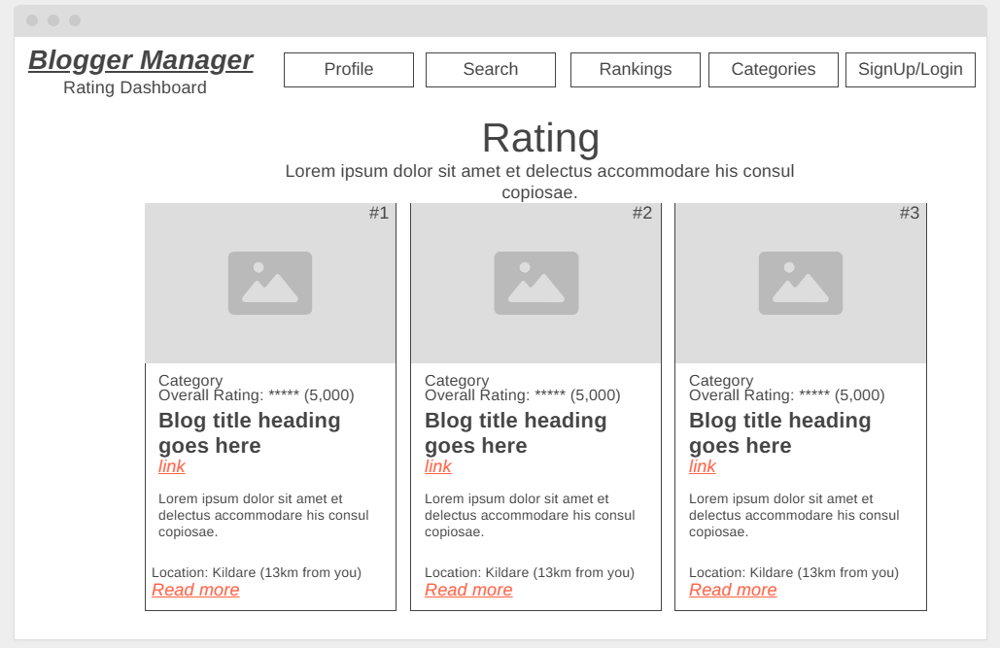 Blogger Manager
Rating Dashboard
Profile
Search
Rankings
Categories
SignUp/Login
Rating
Lorem ipsum dolor sit amet et delectus accommodare his consul
copiosae.
#1
Category
Overall Rating: ***** (5,000)
Blog title heading
goes here
link
Lorem ipsum dolor sit amet et
delectus accommodare his consul
copiosae.
Location: Kildare (13km from you)
Read more
#2
Category
Overall Rating: ***** (5,000)
Blog title heading
goes here
link
Lorem ipsum dolor sit amet et
delectus accommodare his consul
copiosae.
Location: Kildare (13km from you)
Read more
#3
Category
Overall Rating: ***** (5,000)
Blog title heading
goes here
link
Lorem ipsum dolor sit amet et
delectus accommodare his consul
copiosae.
Location: Kildare (13km from you)
Read more